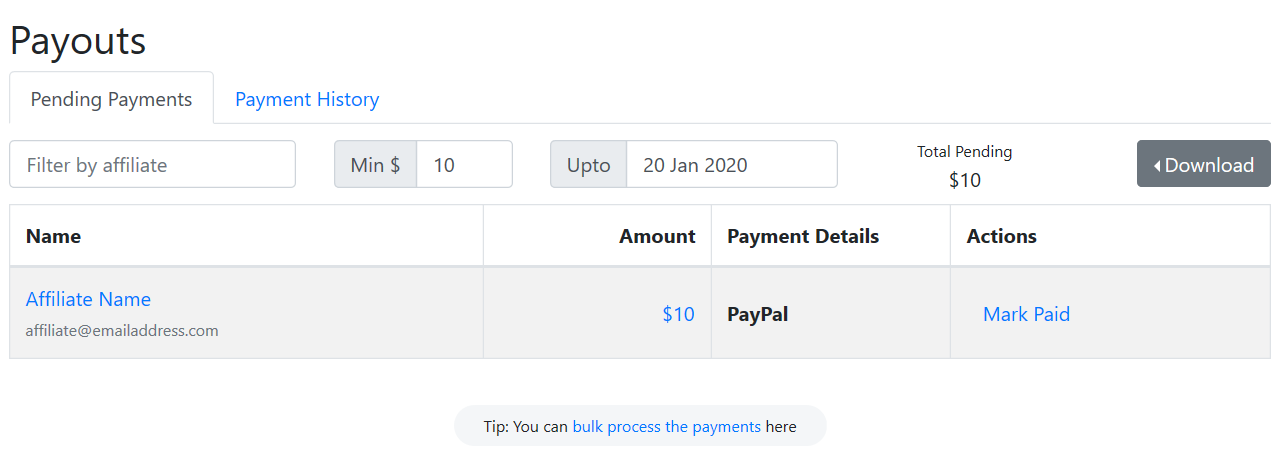 Payouts
Pending Payments Payment History
Filter by affiliate Min $ 10 Upto 20 Jan 2020 Total Pending $10 Download
Name Amount Payment Details Actions
Affiliate Name
affiliate@emailaddress.com
$10 PayPal Mark Paid
Tip: You can bulk process the payments here